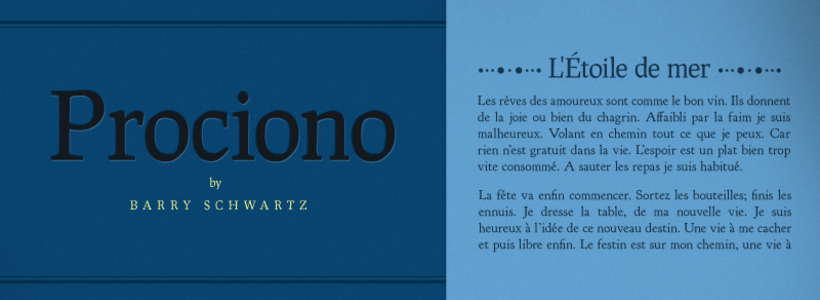 Prociono
by
BARRY SCHWARTZ
L'Étoile de mer
Les rêves des amoureux sont comme le bon vin. Ils donnent
de la joie ou bien du chagrin. Affaibli par la faim je suis
malheureux. Volant en chemin tout ce que je peux. Car
rien n'est gratuit dans la vie. L'espoir est un plat bien trop
vite consommé. A sauter les repas je suis habitué.
La fête va enfin commencer. Sortez les bouteilles; finis les
ennuis. Je dresse la table, de ma nouvelle vie. Je suis
heureux à l'idée de ce nouveau destin. Une vie à me cacher
et puis libre enfin. Le festin est sur mon chemin, une vie à